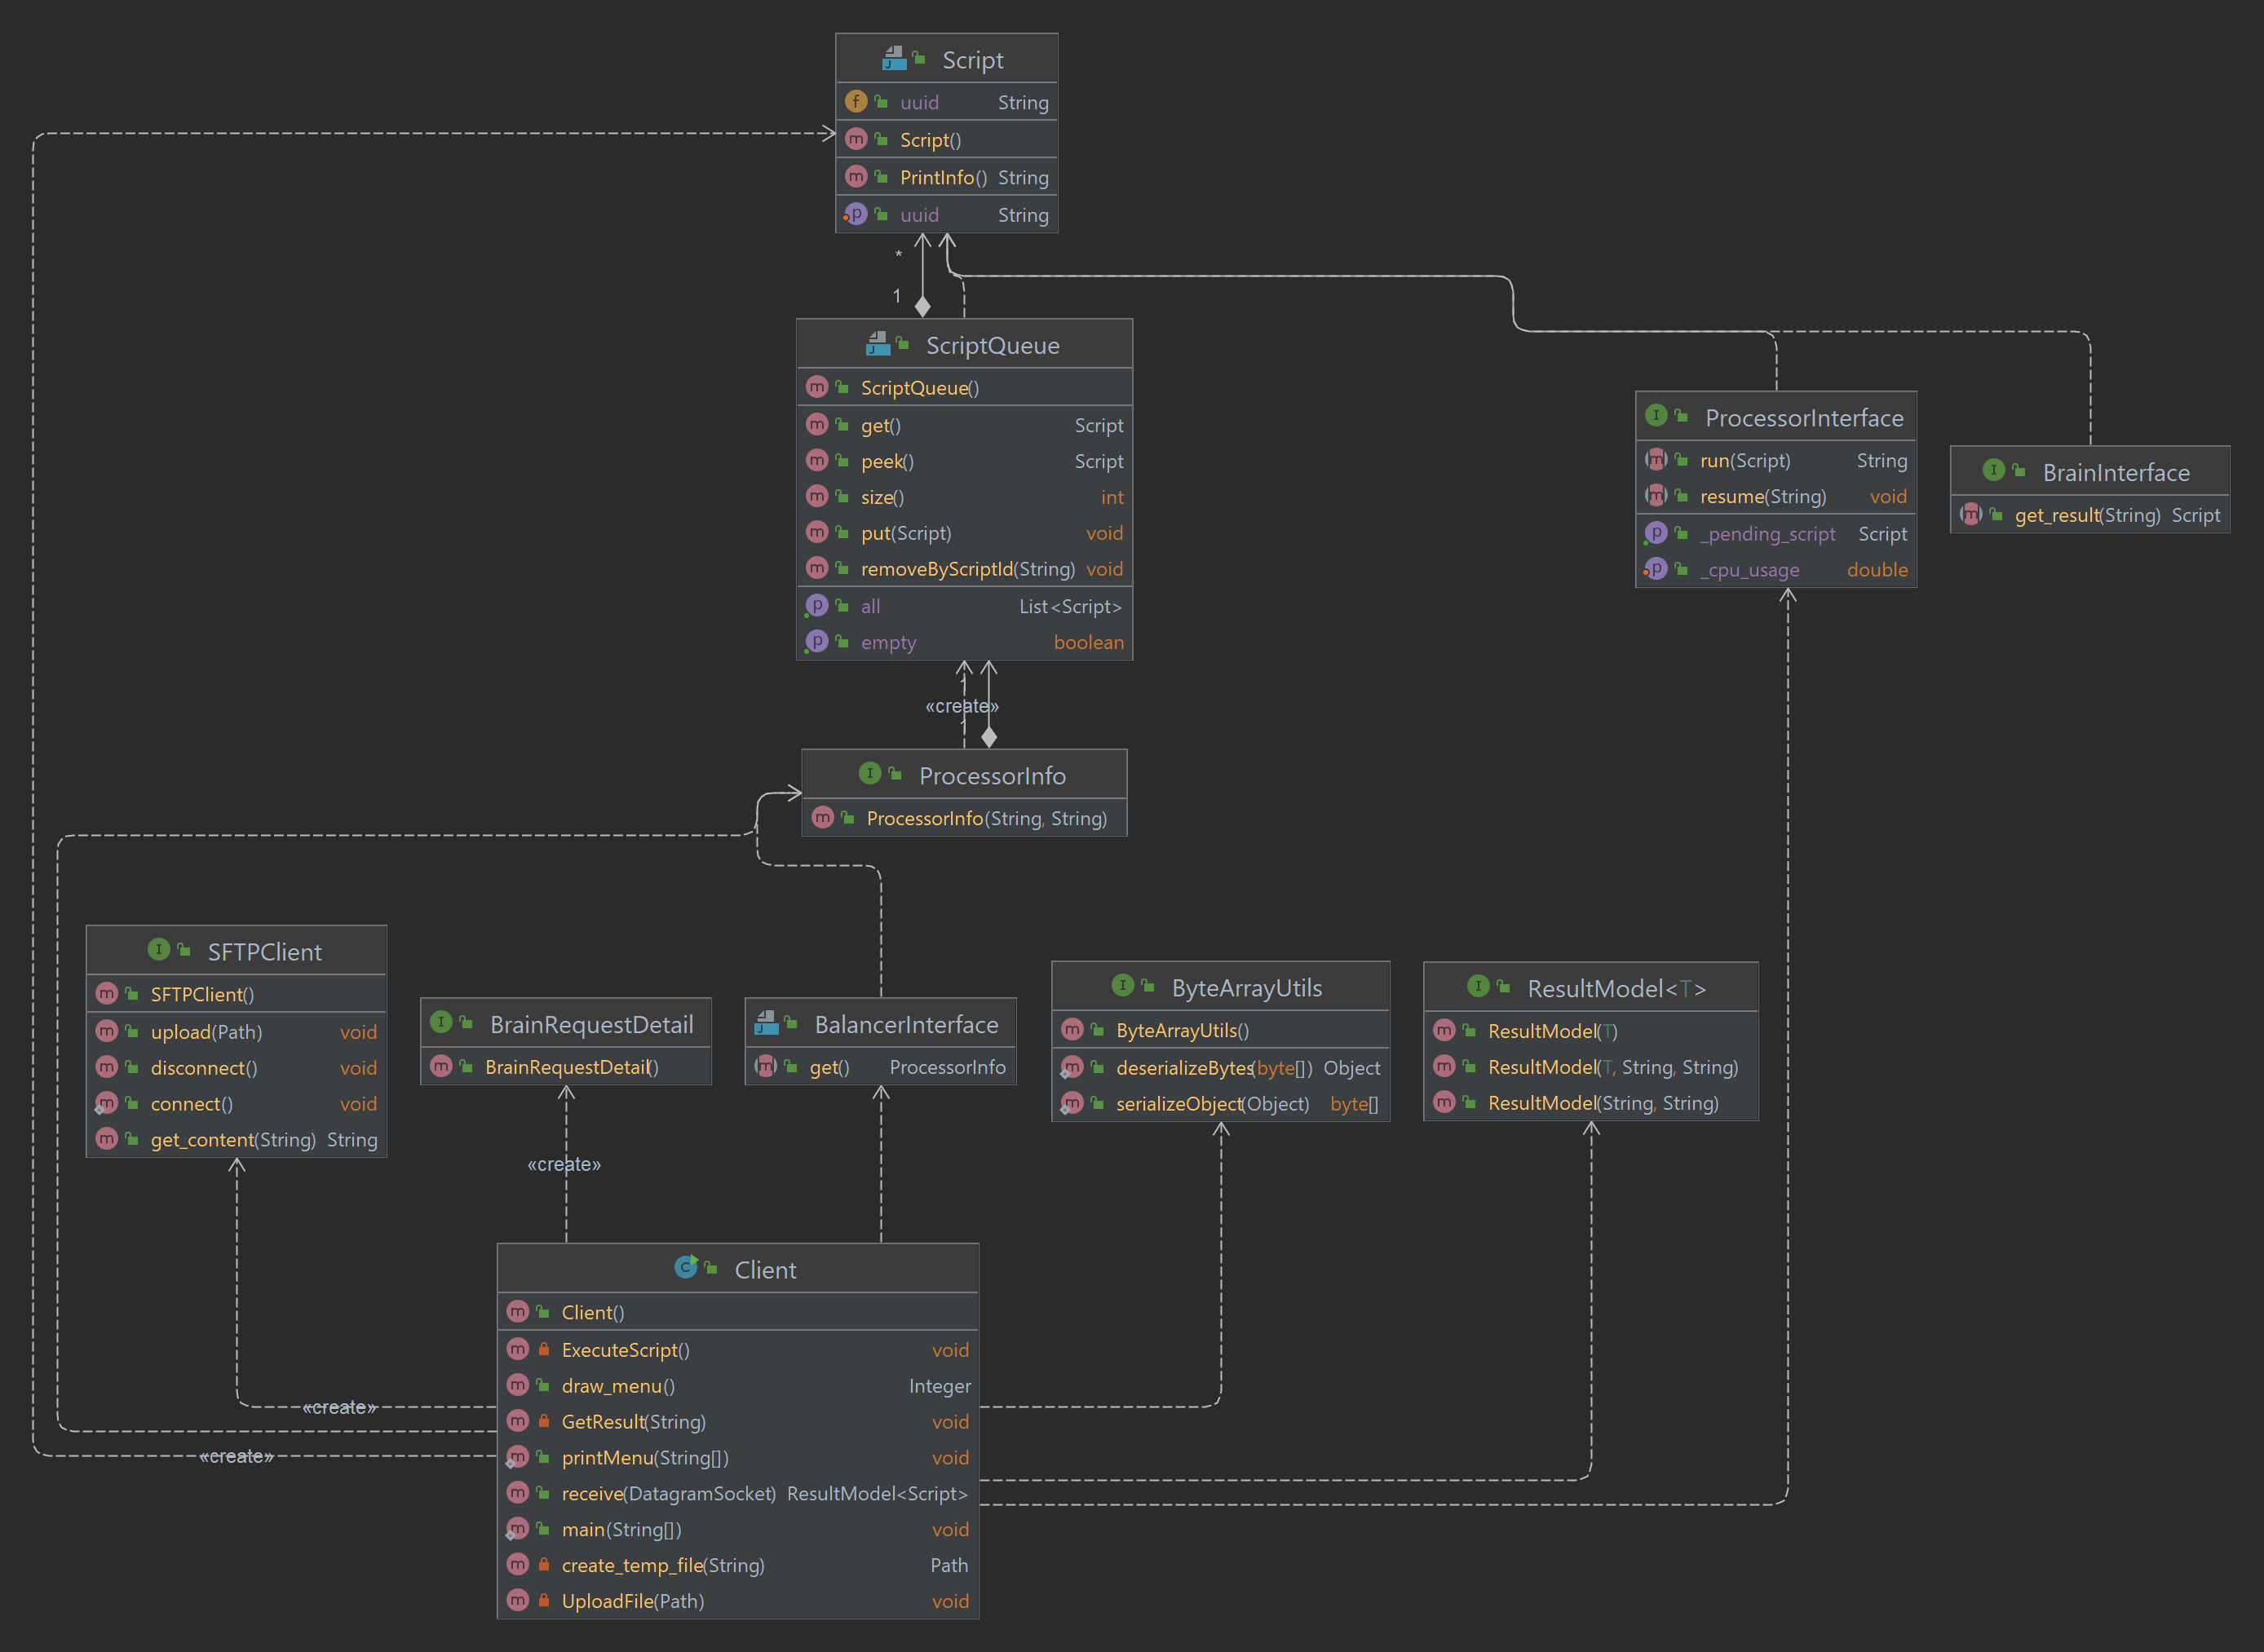 Script
f uuid String
m Script()
m PrintInfo() String
p uuid String
*
1
ScriptQueue
m ScriptQueue()
m get() Script
m peek() Script
m size() int
m put(Script) void
m removeByScriptId(String) void
p all List<Script>
p empty boolean
I ProcessorInterface
m run(Script) String
m resume(String) void
p _pending_script Script
p _cpu_usage double
I BrainInterface
m get_result(String) Script
1
«create»
1
I ProcessorInfo
m ProcessorInfo(String, String)
I SFTPClient
m SFTPClient()
m upload(Path) void
m disconnect() void
m connect() void
m get_content(String) String
I BrainRequestDetail
m BrainRequestDetail()
J BalancerInterface
m get() ProcessorInfo
I ByteArrayUtils
m ByteArrayUtils()
m deserializeBytes(byte[]) Object
m serializeObject(Object) byte[]
I ResultModel<T>
m ResultModel(T)
m ResultModel(T, String, String)
m ResultModel(String, String)
«create»
«create»
«create»
C Client
m Client()
m ExecuteScript() void
m draw_menu() Integer
m GetResult(String) void
m printMenu(String[]) void
m receive(DatagramSocket) ResultModel<Script>
m main(String[]) void
m create_temp_file(String) Path
m UploadFile(Path) void